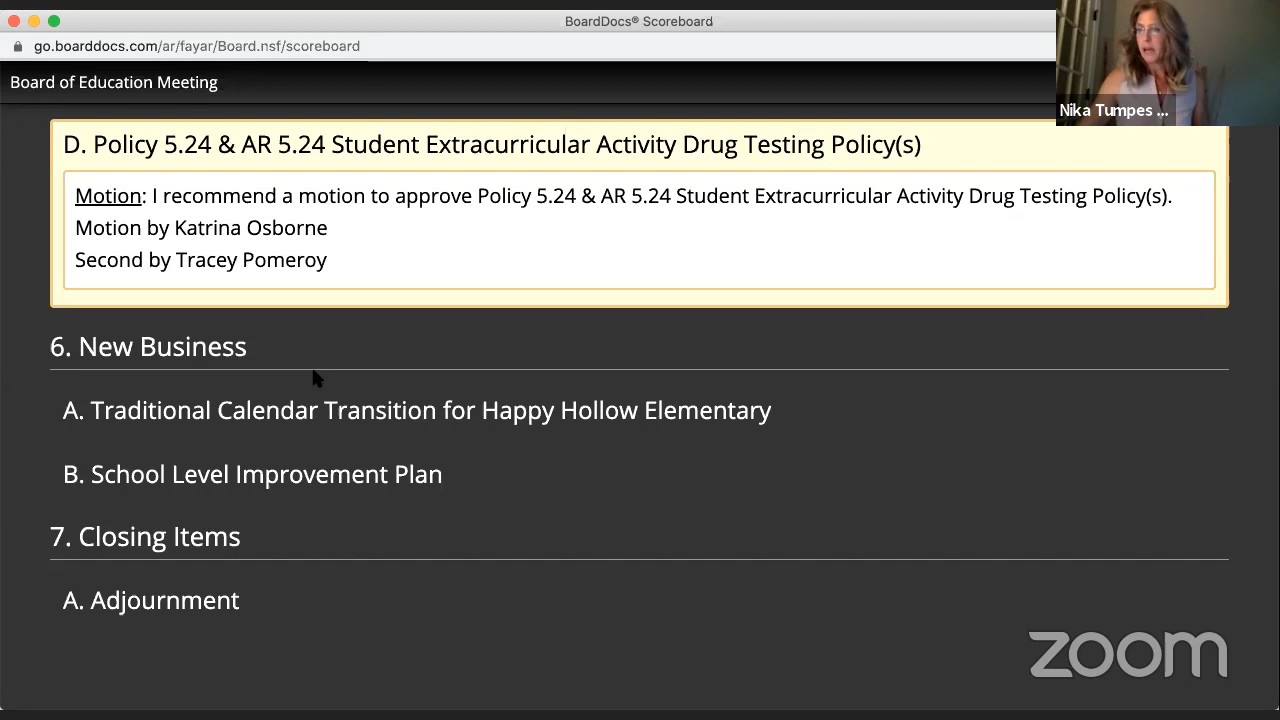 BoardDocs® Scoreboard
go.boarddocs.com/ar/fayar/Board.nsf/scoreboard
Board of Education Meeting
Nika Tumpes ...
D. Policy 5.24 & AR 5.24 Student Extracurricular Activity Drug Testing Policy(s)
Motion: I recommend a motion to approve Policy 5.24 & AR 5.24 Student Extracurricular Activity Drug Testing Policy(s).
Motion by Katrina Osborne
Second by Tracey Pomeroy
6. New Business
A. Traditional Calendar Transition for Happy Hollow Elementary
B. School Level Improvement Plan
7. Closing Items
A. Adjournment
zoom